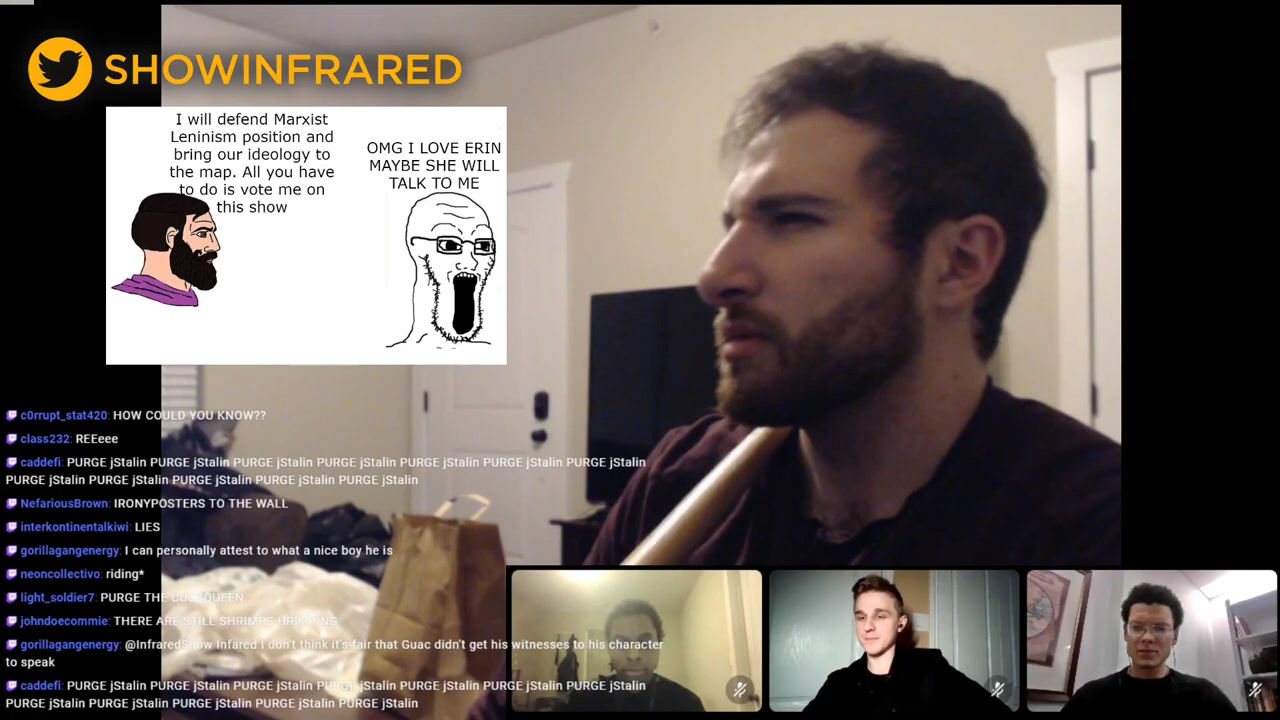 SHOWINFRARED
I will defend Marxist
Leninism position and
bring our ideology to
the map. All you have
to do is vote me on
this show
OMG I LOVE ERIN
MAYBE SHE WILL
TALK TO ME
c0rrupt_stat420: HOW COULD YOU KNOW??
class232: REEeee
caddefi: PURGE jStalin PURGE jStalin PURGE jStalin PURGE jStalin PURGE jStalin PURGE jStalin PURGE jStalin
PURGE jStalin PURGE jStalin PURGE jStalin PURGE jStalin PURGE jStalin
NefariousBrown: IRONYPOSTERS TO THE WALL
interkontinentalkiwi: LIES
gorillagangenergy: I can personally attest to what a nice boy he is
neoncollectivo: riding*
light_soldier7: PURGE THE
johndoecommie: THERE ARE STILL SHRIMPS
gorillagangenergy: @InfraredShow Infared I don't think it's fair that Guac didn't get his witnesses to his character
to speak
caddefi: PURGE jStalin PURGE jStalin PURGE jStalin PURGE jStalin PURGE jStalin PURGE jStalin PURGE jStalin
PURGE jStalin PURGE jStalin PURGE jStalin PURGE jStalin PURGE jStalin